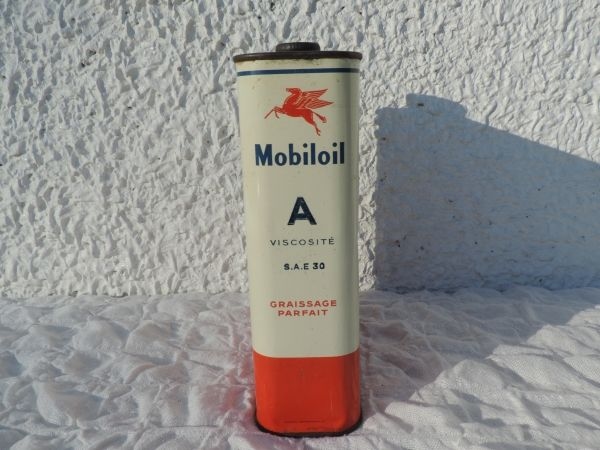 Mobiloil
A
VISCOSITÉ
S.A.E 30
GRAISSAGE
PARFAIT